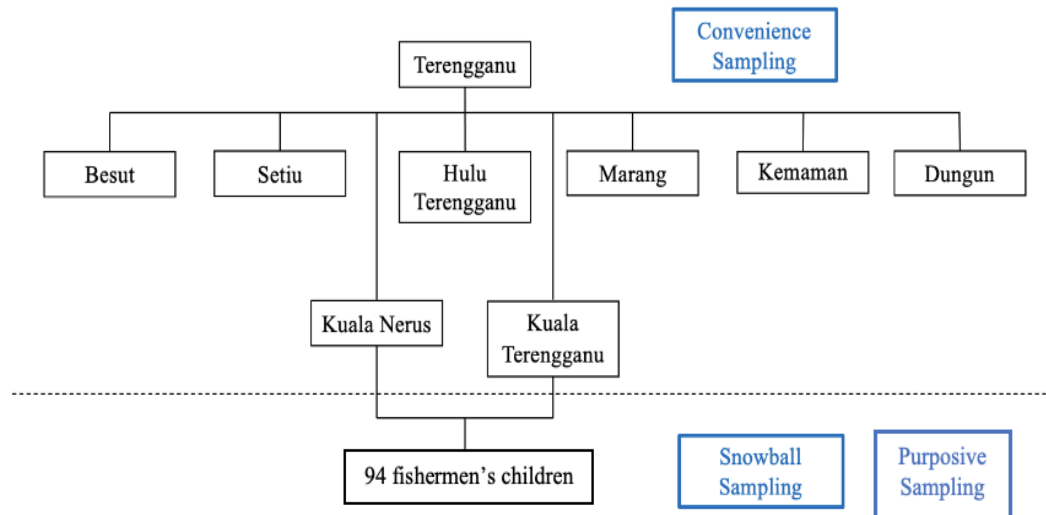 Convenience
Sampling
Terengganu
Besut
Setiu
Hulu
Terengganu
Marang
Kemaman
Dungun
Kuala Nerus
Kuala
Terengganu
94 fishermen’s children
Snowball
Sampling
Purposive
Sampling